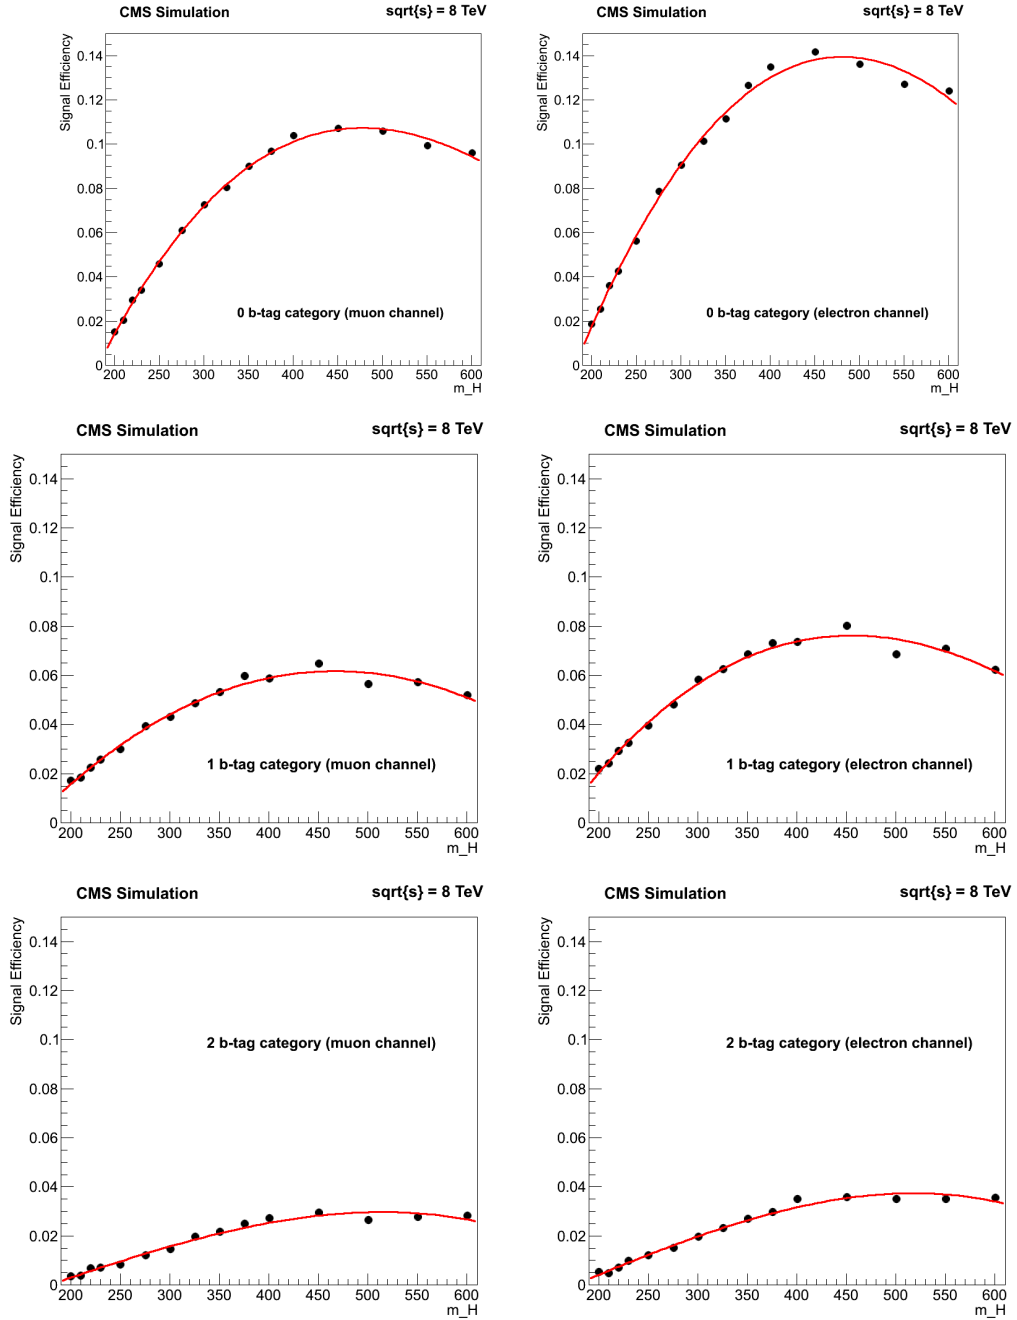 CMS Simulation sqrt{s} = 8 TeV
Signal Efficiency
0.14
0.12
0.1
0.08
0.06
0.04
0.02
0
0 b-tag category (muon channel)
200 250 300 350 400 450 500 550 600
m_H
CMS Simulation sqrt{s} = 8 TeV
Signal Efficiency
0.14
0.12
0.1
0.08
0.06
0.04
0.02
0
0 b-tag category (electron channel)
200 250 300 350 400 450 500 550 600
m_H
CMS Simulation sqrt{s} = 8 TeV
Signal Efficiency
0.14
0.12
0.1
0.08
0.06
0.04
0.02
0
1 b-tag category (muon channel)
200 250 300 350 400 450 500 550 600
m_H
CMS Simulation sqrt{s} = 8 TeV
Signal Efficiency
0.14
0.12
0.1
0.08
0.06
0.04
0.02
0
1 b-tag category (electron channel)
200 250 300 350 400 450 500 550 600
m_H
CMS Simulation sqrt{s} = 8 TeV
Signal Efficiency
0.14
0.12
0.1
0.08
0.06
0.04
0.02
0
2 b-tag category (muon channel)
200 250 300 350 400 450 500 550 600
m_H
CMS Simulation sqrt{s} = 8 TeV
Signal Efficiency
0.14
0.12
0.1
0.08
0.06
0.04
0.02
0
2 b-tag category (electron channel)
200 250 300 350 400 450 500 550 600
m_H